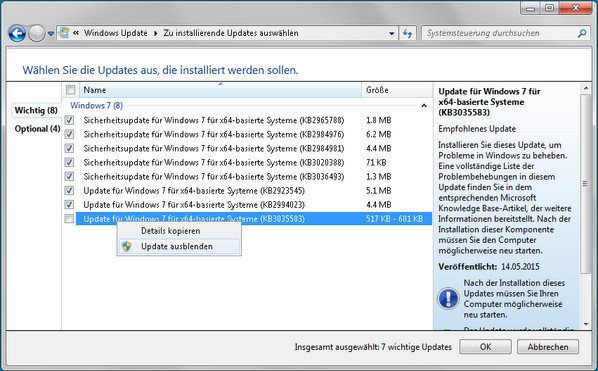 Windows Update ▸ Zu installierende Updates auswählen
Systemsteuerung durchsuchen
Wählen Sie die Updates aus, die installiert werden sollen.
Wichtig (8)
Optional (4)
Name Größe
Windows 7 (8)
Sicherheitsupdate für Windows 7 für x64-basierte Systeme (KB2965788) 1.8 MB
Sicherheitsupdate für Windows 7 für x64-basierte Systeme (KB2984976) 6.2 MB
Sicherheitsupdate für Windows 7 für x64-basierte Systeme (KB2984981) 4.4 MB
Sicherheitsupdate für Windows 7 für x64-basierte Systeme (KB3020388) 71 KB
Sicherheitsupdate für Windows 7 für x64-basierte Systeme (KB3036493) 1.3 MB
Update für Windows 7 für x64-basierte Systeme (KB2923545) 5.1 MB
Update für Windows 7 für x64-basierte Systeme (KB2994023) 4.4 MB
Update für Windows 7 für x64-basierte Systeme (KB3035583) 517 KB - 601 KB
Details kopieren
Update ausblenden
Update für Windows 7 für
x64-basierte Systeme
(KB3035583)
Empfohlenes Update
Installieren Sie dieses Update, um
Probleme in Windows zu beheben.
Eine vollständige Liste der
Problembehebungen in diesem
Update finden Sie in dem
entsprechenden Microsoft
Knowledge Base-Artikel, der weitere
Informationen bereitstellt. Nach der
Installation dieser Komponente
müssen Sie den Computer
möglicherweise neu starten.
Veröffentlicht: 14.05.2015
Nach der Installation dieses
Updates müssen Sie Ihren
Computer möglicherweise
neu starten.
Das Update wurde vollständig
Insgesamt ausgewählt: 7 wichtige Updates
OK
Abbrechen